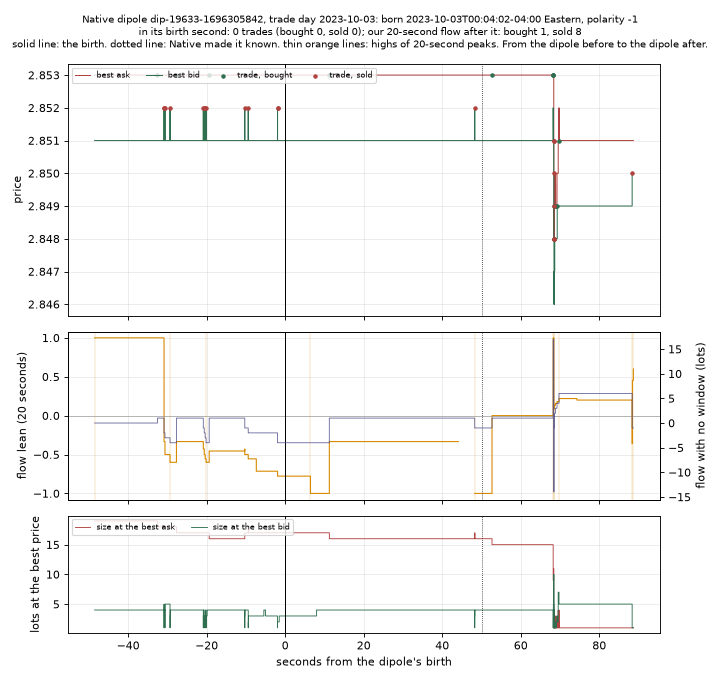 Native dipole dip-19633-1696305842, trade day 2023-10-03: born 2023-10-03T00:04:02-04:00 Eastern, polarity -1
in its birth second: 0 trades (bought 0, sold 0); our 20-second flow after it: bought 1, sold 8
solid line: the birth. dotted line: Native made it known. thin orange lines: highs of 20-second peaks. From the dipole before to the dipole after.
best ask best bid trade, bought trade, sold
2.853
2.852
2.851
2.850
2.849
2.848
2.847
2.846
price
1.0
0.5
0.0
−0.5
−1.0
flow lean (20 seconds)
15
10
5
0
−5
−10
−15
flow with no window (lots)
size at the best ask size at the best bid
15
10
5
lots at the best price
−40 −20 0 20 40 60 80
seconds from the dipole's birth